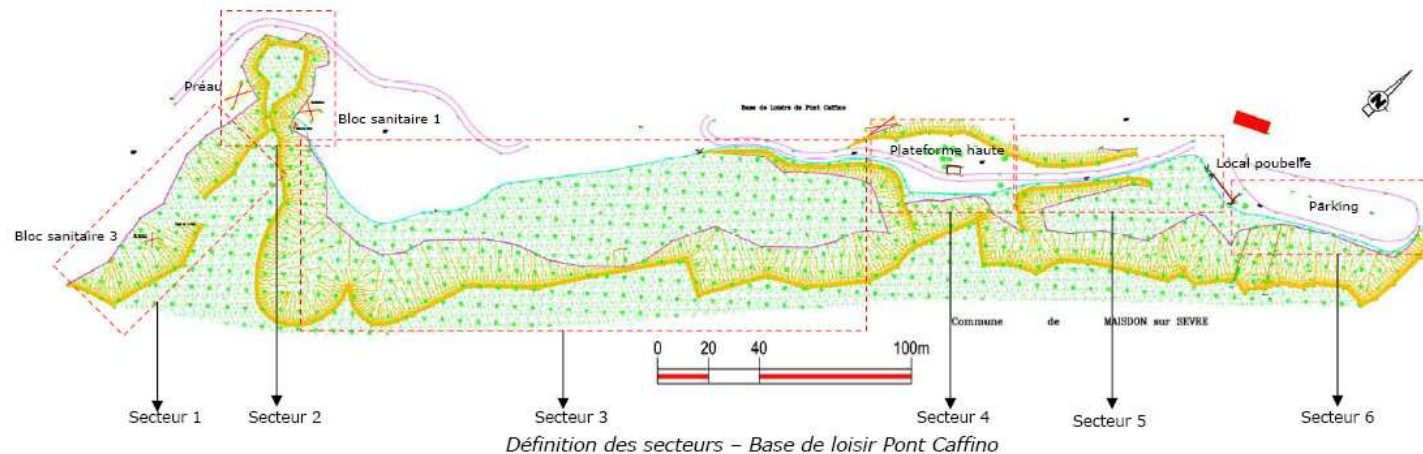 Préau
Bloc sanitaire 1
Base de Loisirs de Pont Caffino
N
Plateforme haute
Local poubelle
Parking
Bloc sanitaire 3
Commune de MAISDON sur SEVRE
0 20 40 100m
Secteur 1
Secteur 2
Secteur 3
Secteur 4
Secteur 5
Secteur 6
Définition des secteurs – Base de loisir Pont Caffino